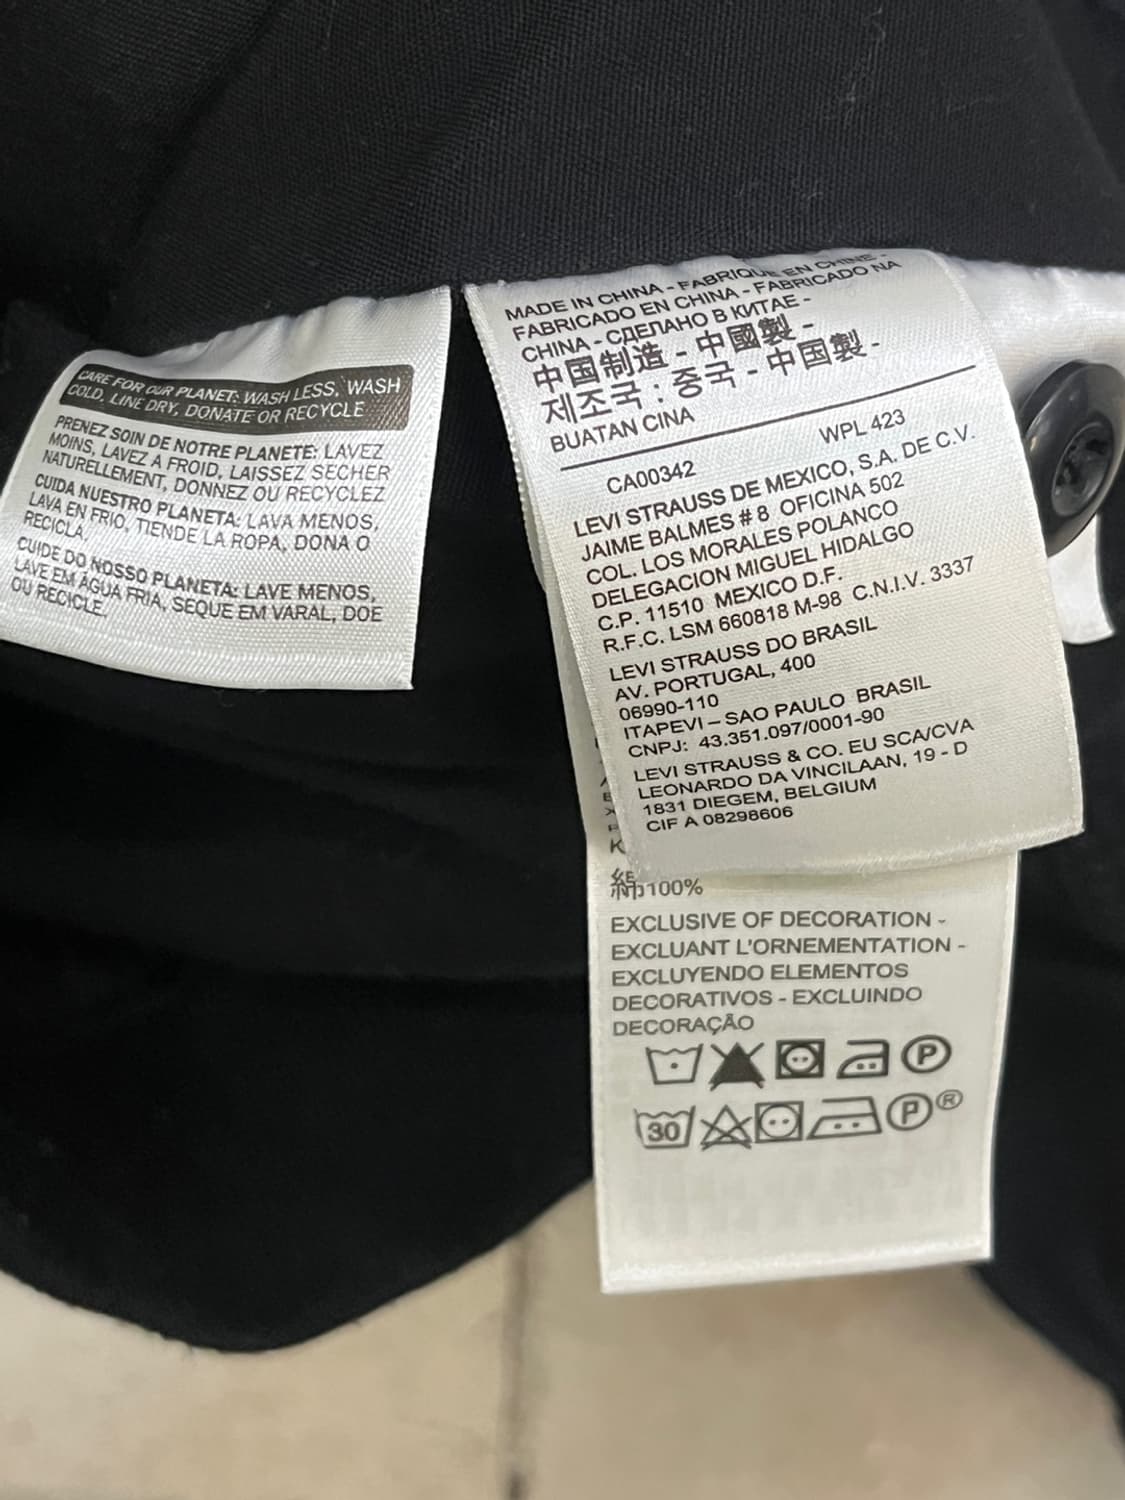 CARE FOR OUR PLANET: WASH LESS, WASH
COLD, LINE DRY, DONATE OR RECYCLE
PRENEZ SOIN DE NOTRE PLANETE: LAVEZ
MOINS, LAVEZ A FROID, LAISSEZ SECHER
NATURELLEMENT, DONNEZ OU RECYCLEZ
CUIDA NUESTRO PLANETA: LAVA MENOS,
LAVA EN FRIO, TIENDE LA ROPA, DONA O
RECICLA.
CUIDE DO NOSSO PLANETA: LAVE MENOS,
LAVE EM ÁGUA FRIA, SEQUE EM VARAL, DOE
OU RECICLE.
MADE IN CHINA - FABRIQUE EN CHINE -
FABRICADO EN CHINA - FABRICADO NA
CHINA - СДЕЛАНО В КИТАЕ -
中国制造 - 中國製 -
제조국 : 중국 - 中国製 -
BUATAN CINA
WPL 423
CA00342
LEVI STRAUSS DE MEXICO, S.A. DE C.V.
JAIME BALMES # 8 OFICINA 502
COL. LOS MORALES POLANCO
DELEGACION MIGUEL HIDALGO
C.P. 11510 MEXICO D.F.
R.F.C. LSM 660818 M-98 C.N.I.V. 3337
LEVI STRAUSS DO BRASIL
AV. PORTUGAL, 400
06990-110
ITAPEVI – SAO PAULO BRASIL
CNPJ: 43.351.097/0001-90
LEVI STRAUSS & CO. EU SCA/CVA
LEONARDO DA VINCILAAN, 19 - D
1831 DIEGEM, BELGIUM
CIF A 08298606
綿100%
EXCLUSIVE OF DECORATION -
EXCLUANT L'ORNEMENTATION -
EXCLUYENDO ELEMENTOS
DECORATIVOS - EXCLUINDO
DECORAÇÃO
P
30 P ®